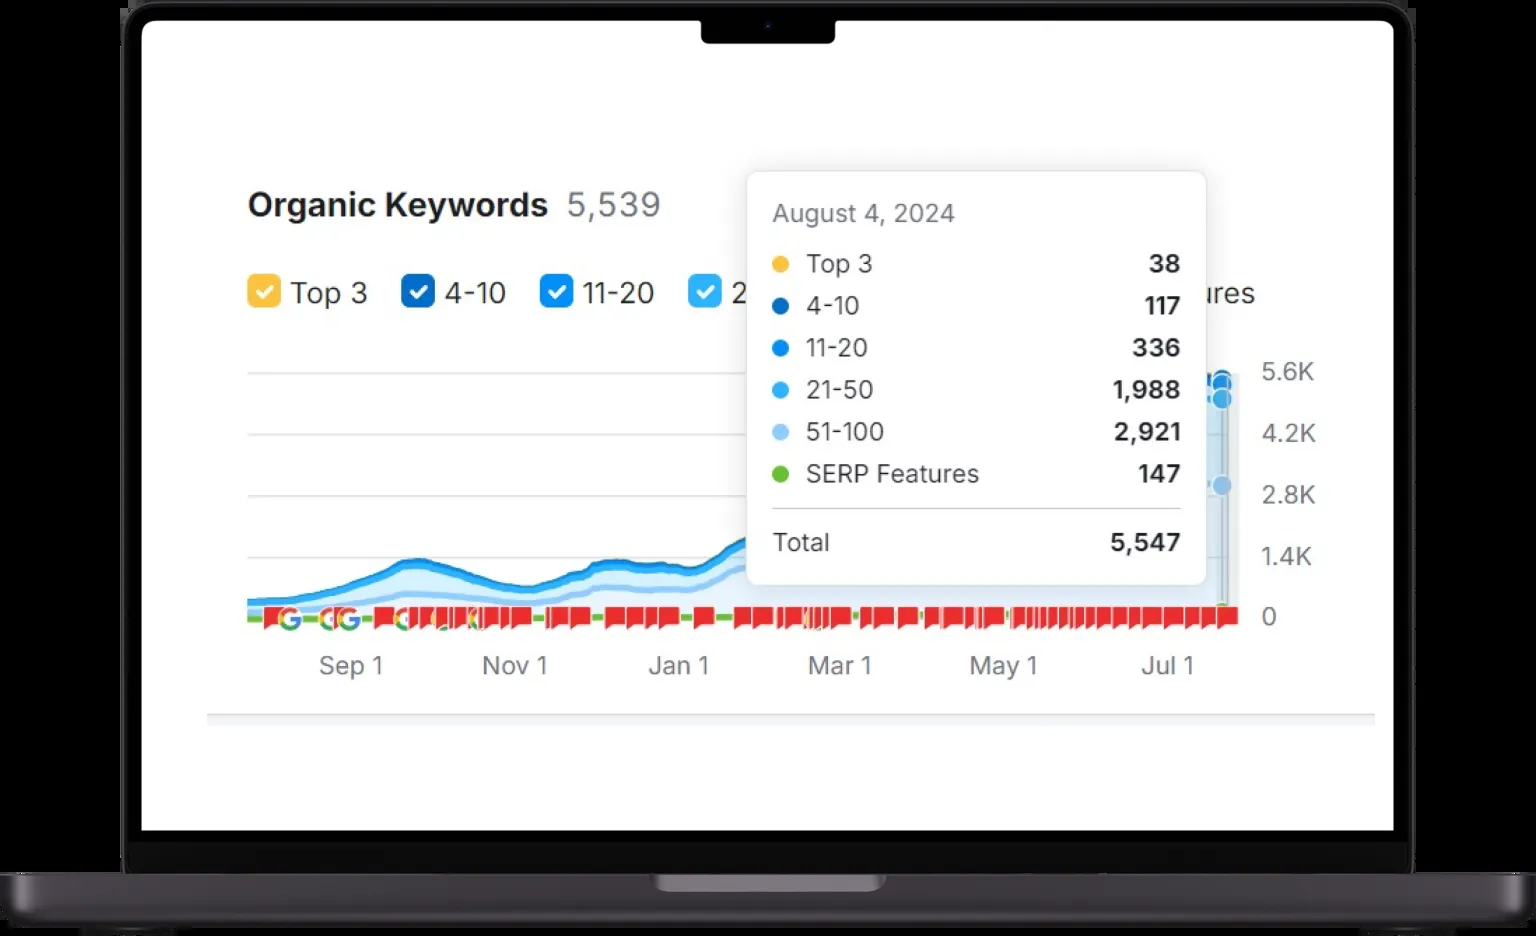 Organic Keywords 5,539
Top 3 4-10 11-20 2
ures
August 4, 2024
Top 3 38
4-10 117
11-20 336
21-50 1,988
51-100 2,921
SERP Features 147
Total 5,547
5.6K
4.2K
2.8K
1.4K
0
Sep 1 Nov 1 Jan 1 Mar 1 May 1 Jul 1